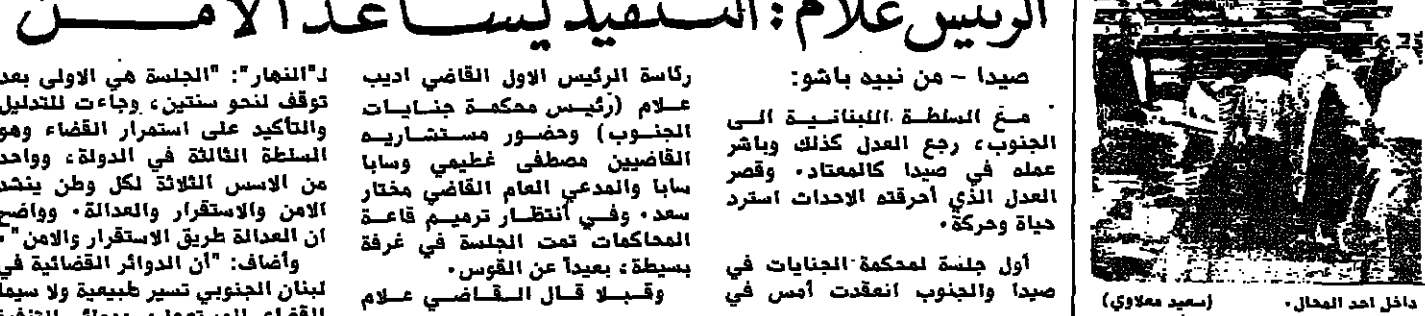 الرئيس علام: التنفيذ يساعد الأمن
صيدا – من نبيه باشو:
مع السلطة اللبنانية الى
الجنوب، رجع العدل كذلك وباشر
عمله في صيدا كالمعتاد. وقصر
العدل الذي أحرقته الاحداث استرد
حياة وحركة.
أول جلسة لمحكمة الجنايات في
صيدا والجنوب انعقدت أمس في
رئاسة الرئيس الاول القاضي اديب
علام (رئيس محكمة جنايات
الجنوب) وحضور مستشاريه
القاضيين مصطفى غطيمي وسابا
سابا والمدعي العام القاضي مختار
سعد. وفي أنتظار ترميم قاعة
المحاكمات تمت الجلسة في غرفة
بسيطة، بعيداً عن القوس.
وقبلا قال القاضي علام
لـ"النهار": "الجلسة هي الاولى بعد
توقف لنحو سنتين، وجاءت للتدليل
والتأكيد على استمرار القضاء وهو
السلطة الثالثة في الدولة، وواحد
من الاسس الثلاثة لكل وطن ينشد
الامن والاستقرار والعدالة. وواضح
ان العدالة طريق الاستقرار والامن".
وأضاف: "أن الدوائر القضائية في
لبنان الجنوبي تسير طبيعية ولا سيما
داخل احد المحال.
(سعيد معلاوي)